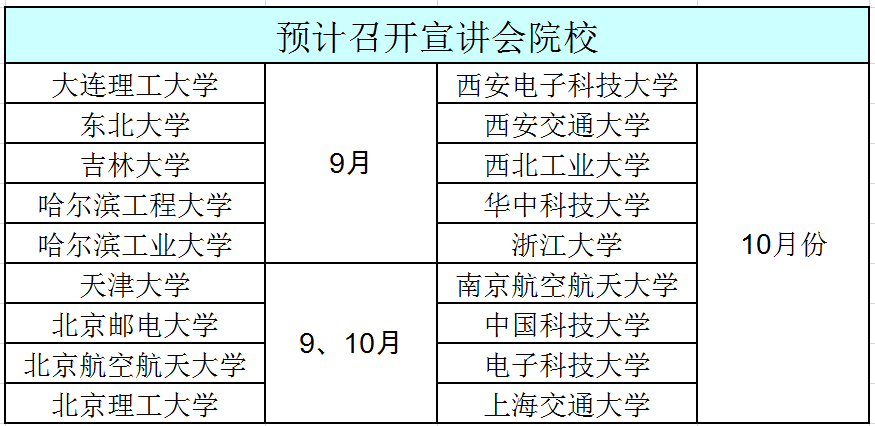 预计召开宣讲会院校
大连理工大学
东北大学
吉林大学
哈尔滨工程大学
哈尔滨工业大学
9月
天津大学
北京邮电大学
北京航空航天大学
北京理工大学
9、10月
西安电子科技大学
西安交通大学
西北工业大学
华中科技大学
浙江大学
南京航空航天大学
中国科技大学
电子科技大学
上海交通大学
10月份